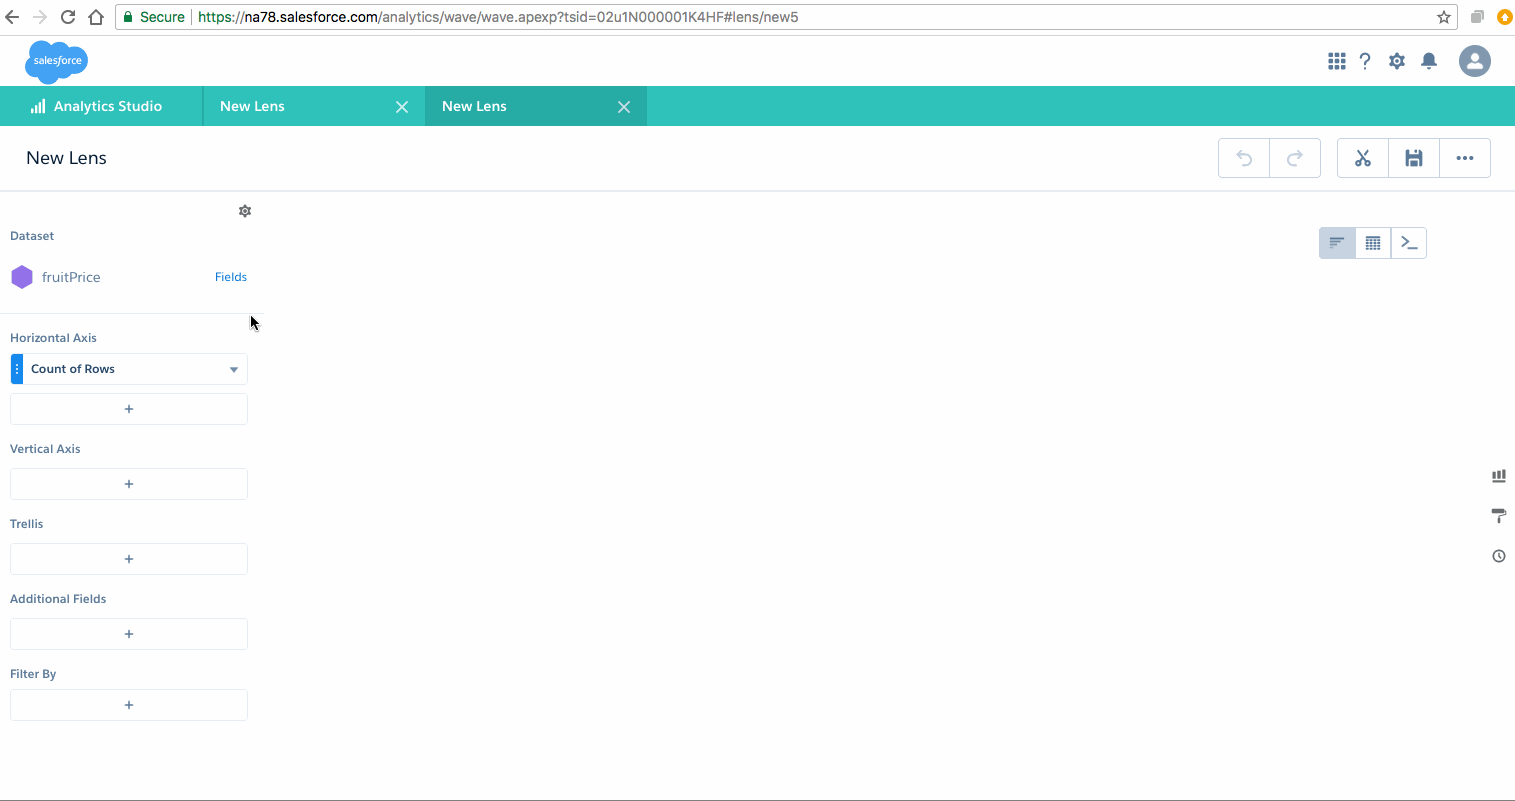 Secure https://na78.salesforce.com/analytics/wave/wave.apexp?tsid=02u1N000001K4HF#lens/new5
salesforce
Analytics Studio New Lens New Lens
New Lens
Dataset
fruitPrice Fields
Horizontal Axis
Count of Rows
Vertical Axis
Trellis
Additional Fields
Filter By